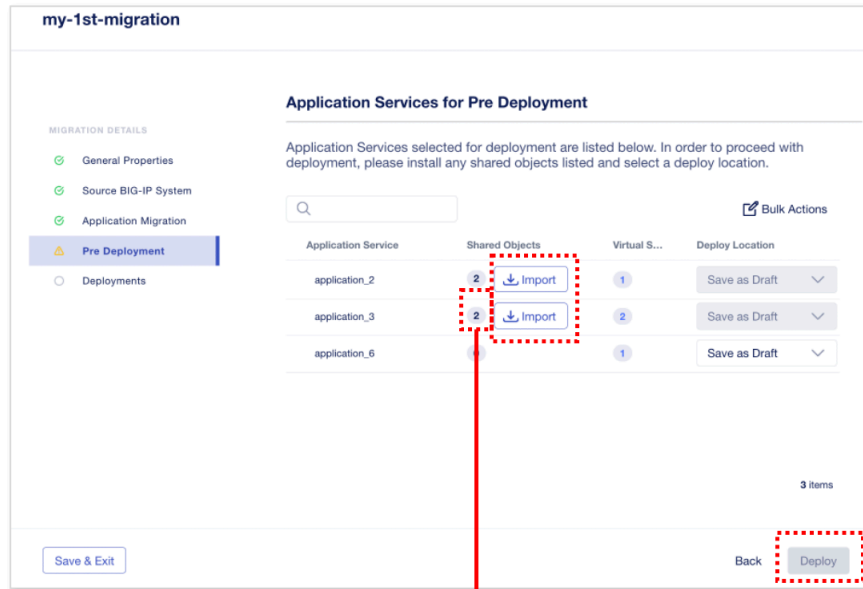 my-1st-migration
MIGRATION DETAILS
General Properties
Source BIG-IP System
Application Migration
Pre Deployment
Deployments
Application Services for Pre Deployment
Application Services selected for deployment are listed below. In order to proceed with
deployment, please install any shared objects listed and select a deploy location.
Bulk Actions
Application Service Shared Objects Virtual S... Deploy Location
application_2 2 Import 1 Save as Draft
application_3 2 Import 2 Save as Draft
application_6 1 Save as Draft
3 items
Save & Exit Back Deploy